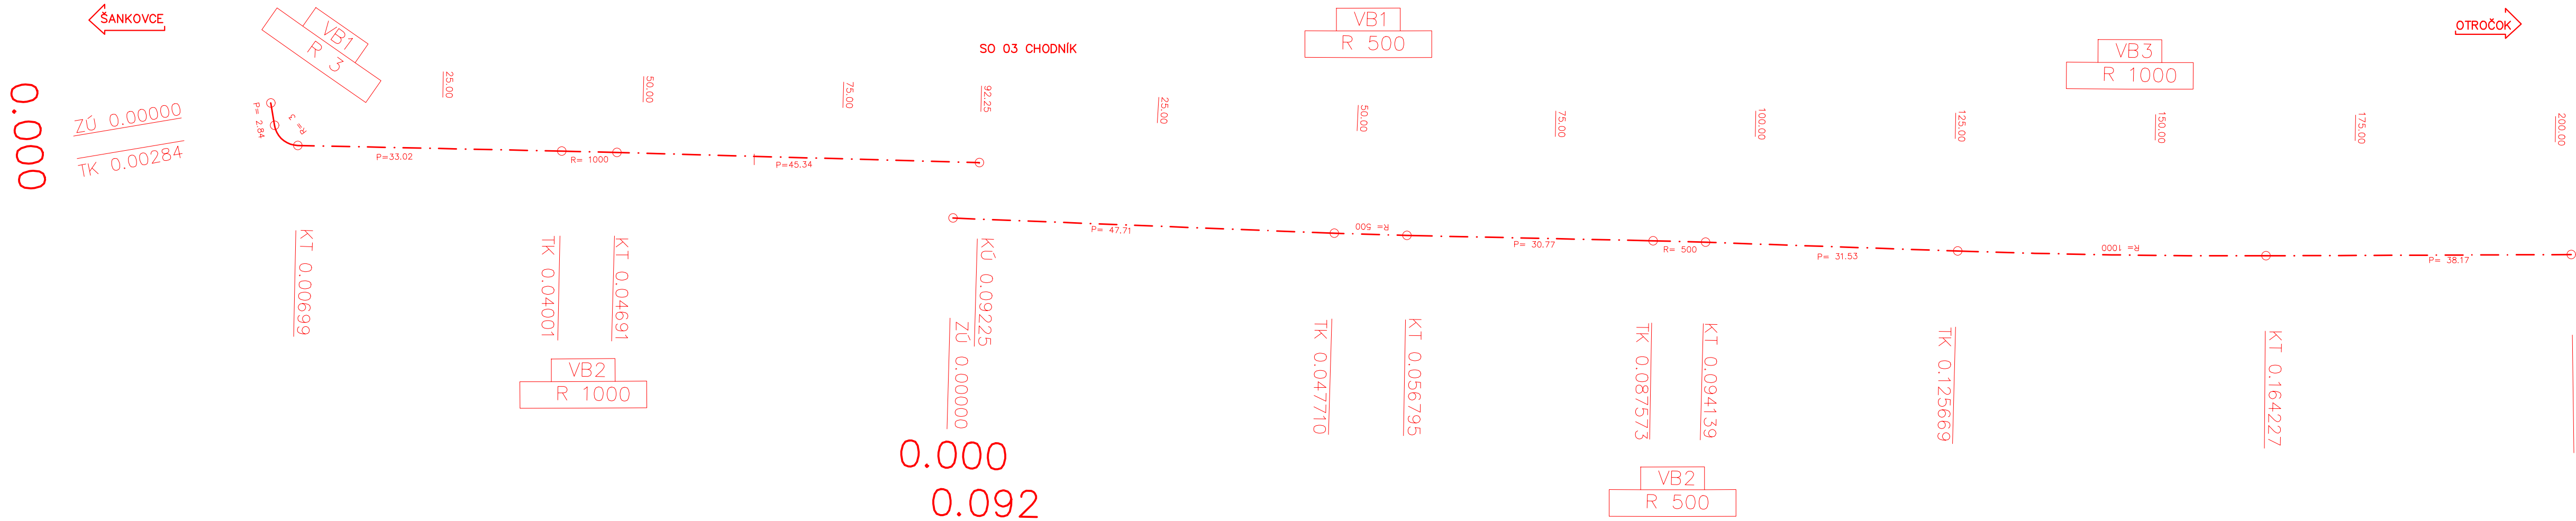 ŠANKOVCE
OTROČOK
SO 03 CHODNÍK
VB1
R 3
VB1
R 500
VB3
R 1000
25.00
50.00
75.00
92.25
25.00
50.00
75.00
100.00
125.00
150.00
175.00
200.00
0.000
ZÚ 0.00000
TK 0.00284
P= 2.84
R= 3
P=33.02
R= 1000
P=45.34
P= 47.71
R= 500
P= 30.77
R= 500
P= 31.53
R= 1000
P= 38.17
KT 0.00699
TK 0.04001
KT 0.04691
KÚ 0.09225
ZÚ 0.000000
TK 0.047710
KT 0.056795
TK 0.087573
KT 0.094139
TK 0.125669
KT 0.164227
VB2
R 1000
0.000
0.092
VB2
R 500